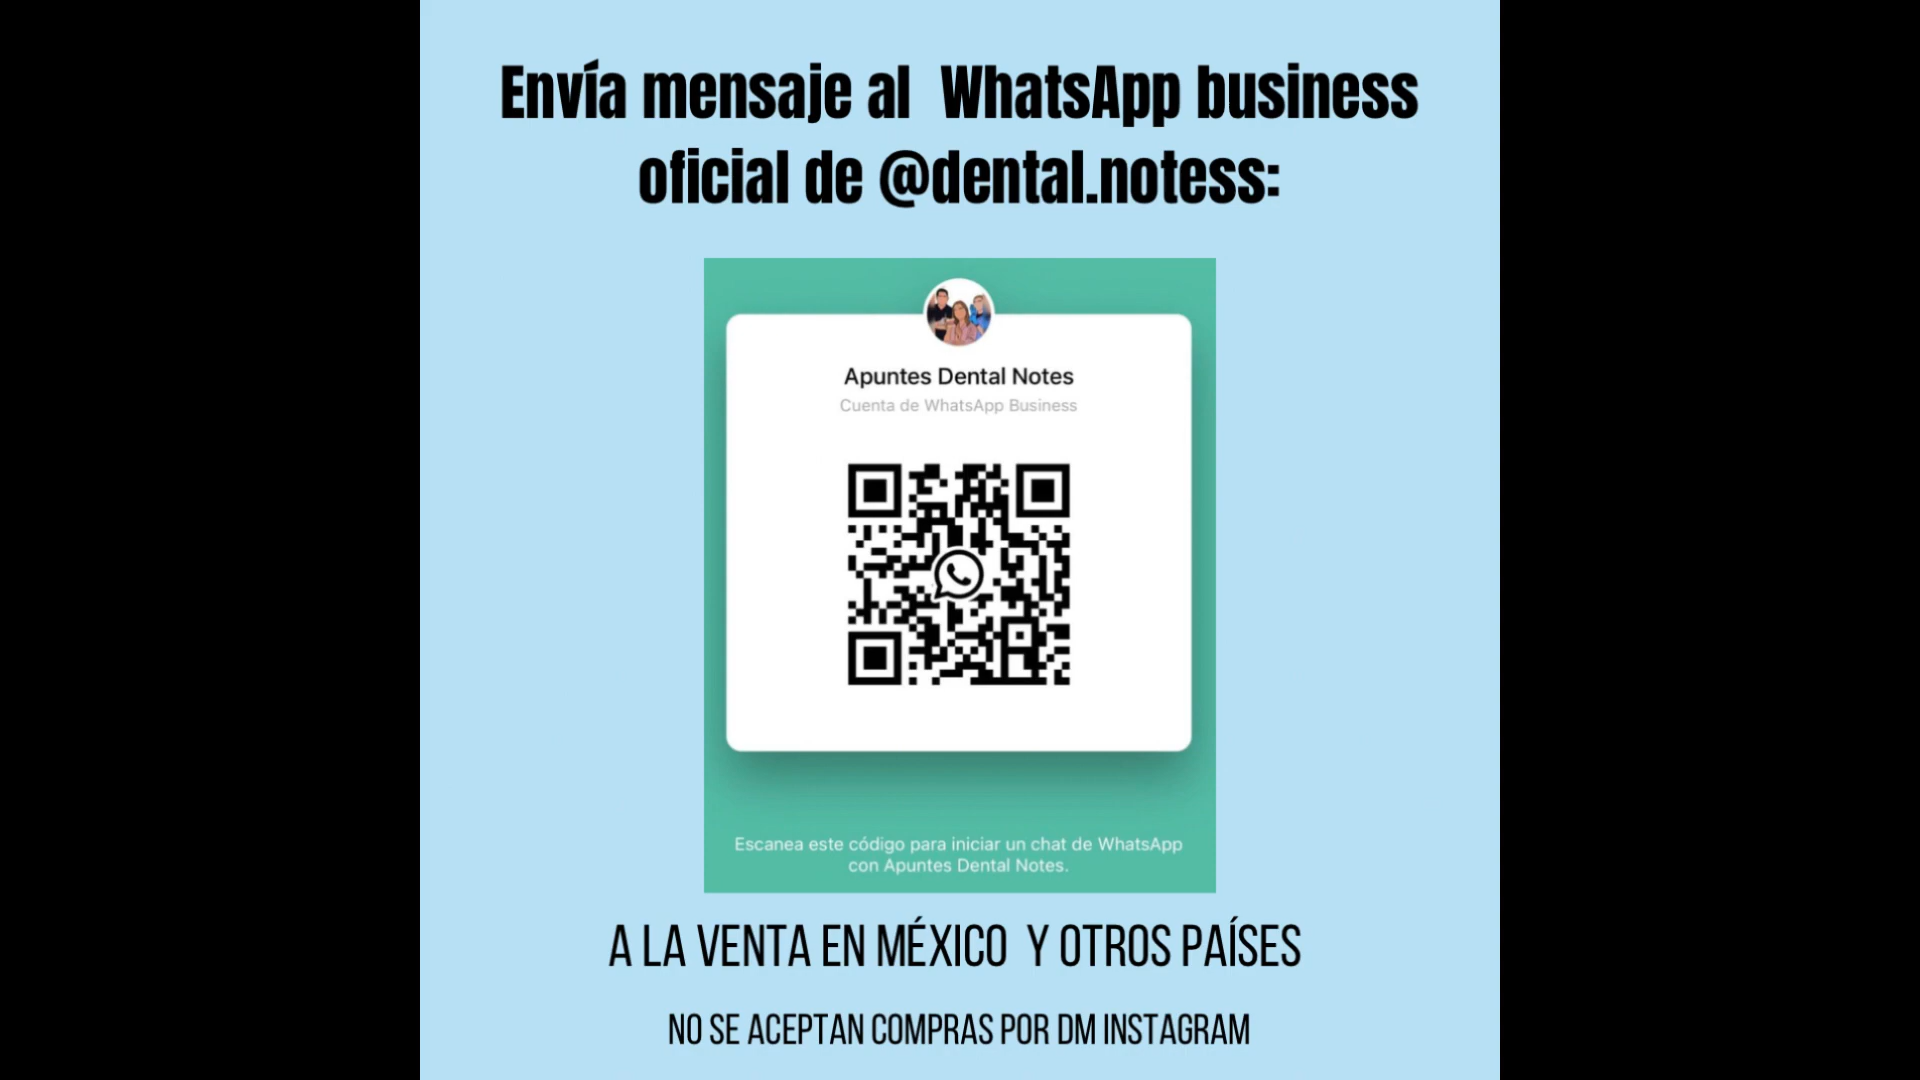 Envía mensaje al WhatsApp business
oficial de @dental.notess:
Apuntes Dental Notes
Cuenta de WhatsApp Business
Escanea este código para iniciar un chat de WhatsApp
con Apuntes Dental Notes.
A LA VENTA EN MÉXICO Y OTROS PAÍSES
NO SE ACEPTAN COMPRAS POR DM INSTAGRAM